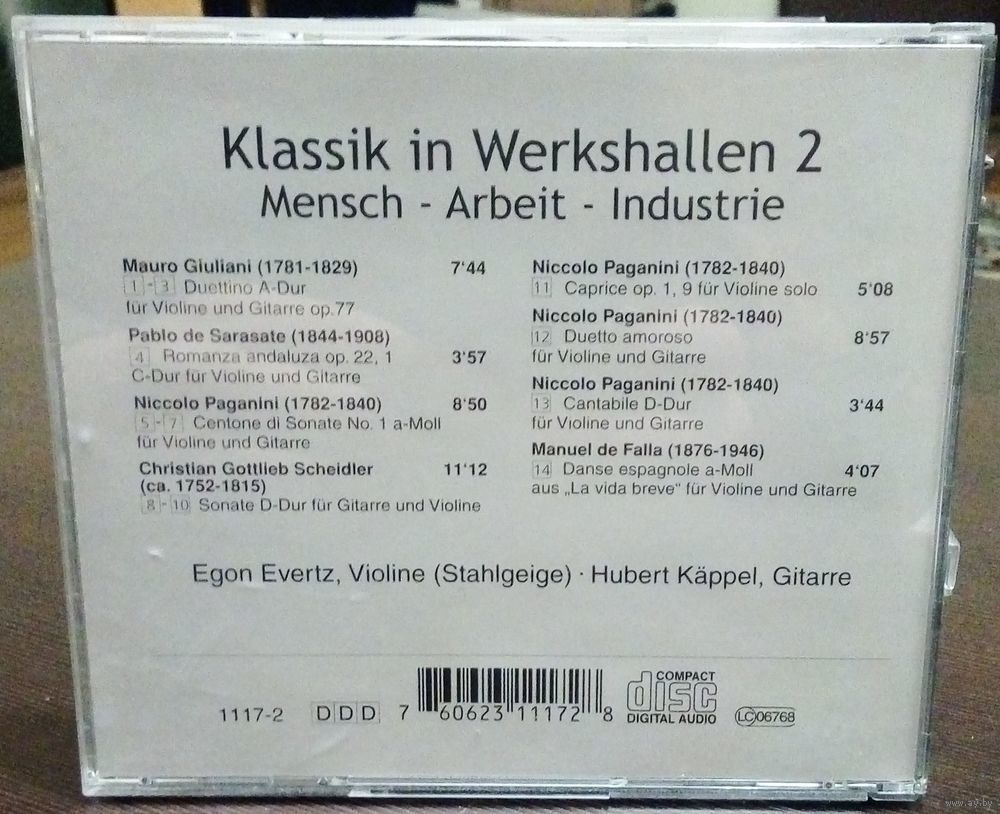 Klassik in Werkshallen 2
Mensch - Arbeit - Industrie
Mauro Giuliani (1781-1829) 7‘44
1 - 3 Duettino A-Dur
für Violine und Gitarre op.77
Pablo de Sarasate (1844-1908)
4 Romanza andaluza op. 22, 1 3‘57
C-Dur für Violine und Gitarre
Niccolo Paganini (1782-1840) 8‘50
5 - 7 Centone di Sonate No. 1 a-Moll
für Violine und Gitarre
Christian Gottlieb Scheidler 11‘12
(ca. 1752-1815)
8 - 10 Sonate D-Dur für Gitarre und Violine
Niccolo Paganini (1782-1840)
11 Caprice op. 1, 9 für Violine solo 5‘08
Niccolo Paganini (1782-1840)
12 Duetto amoroso 8‘57
für Violine und Gitarre
Niccolo Paganini (1782-1840)
13 Cantabile D-Dur 3‘44
für Violine und Gitarre
Manuel de Falla (1876-1946)
14 Danse espagnole a-Moll 4‘07
aus „La vida breve“ für Violine und Gitarre
Egon Evertz, Violine (Stahlgeige) · Hubert Käppel, Gitarre
1117-2 DDD 7 60623 11172 8
COMPACT
disc
DIGITAL AUDIO
LC 06768
www.ay.by